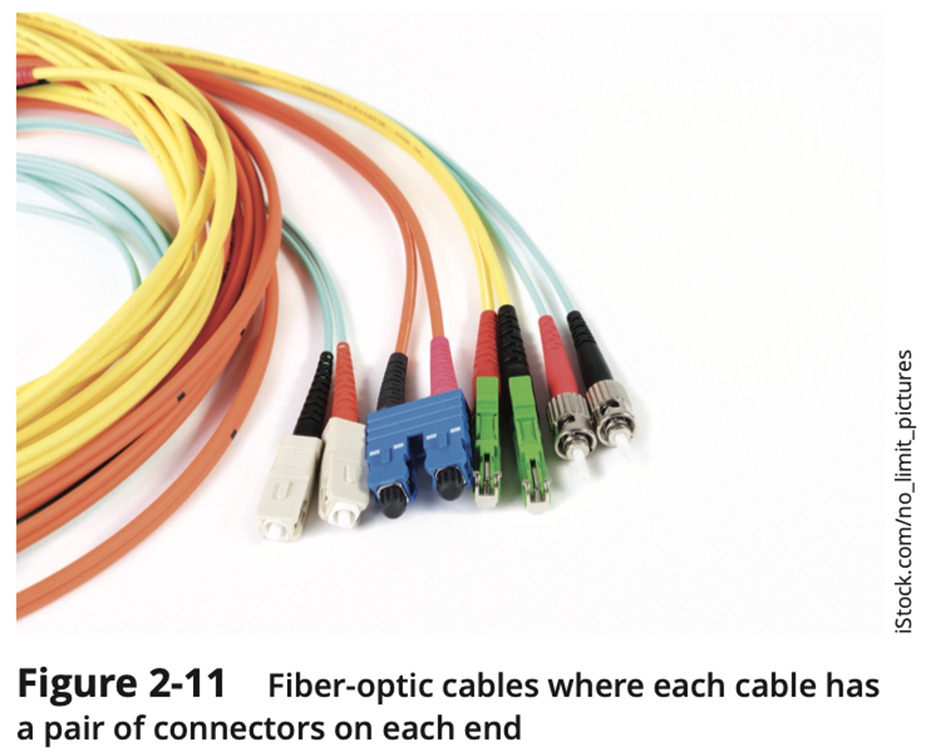 iStock.com/no_limit_pictures
Figure 2-11 Fiber-optic cables where each cable has
a pair of connectors on each end